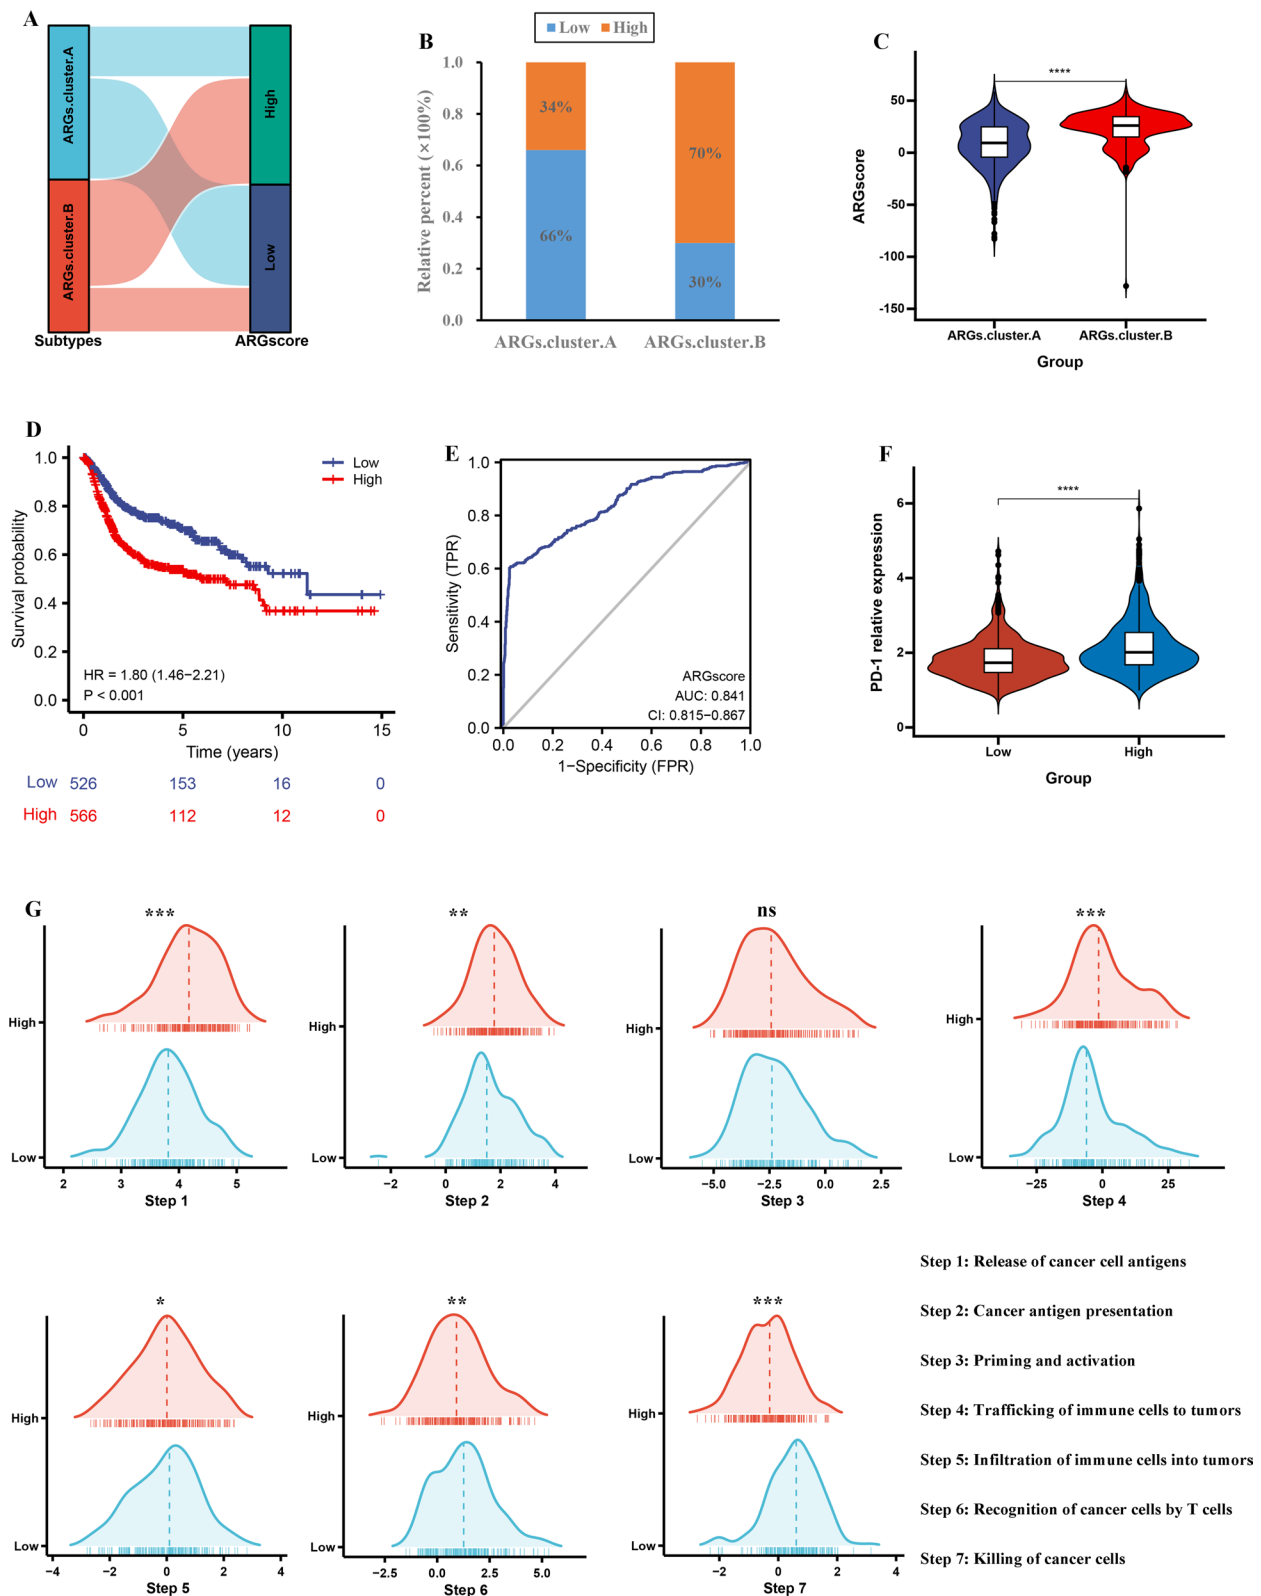 A
ARGs.cluster.A
ARGs.cluster.B
High
Low
Subtypes
ARGscore
B
Low High
Relative percent (×100%)
1.0
0.8
0.6
0.4
0.2
0.0
34%
66%
70%
30%
ARGs.cluster.A
ARGs.cluster.B
C
****
ARGscore
50
0
−50
−100
−150
ARGs.cluster.A
ARGs.cluster.B
Group
D
Survival probability
1.0
0.8
0.6
0.4
0.2
0.0
Low
High
HR = 1.80 (1.46−2.21)
P < 0.001
0 5 10 15
Time (years)
Low 526 153 16 0
High 566 112 12 0
E
Sensitivity (TPR)
1.0
0.8
0.6
0.4
0.2
0.0
ARGscore
AUC: 0.841
CI: 0.815−0.867
0.0 0.2 0.4 0.6 0.8 1.0
1−Specificity (FPR)
F
****
PD-1 relative expression
6
4
2
0
Low
High
Group
G
***
High
Low
2 3 4 5
Step 1
**
High
Low
−2 0 2 4
Step 2
ns
High
Low
−5.0 −2.5 0.0 2.5
Step 3
***
High
Low
−25 0 25
Step 4
*
High
Low
−4 −2 0 2 4
Step 5
**
High
Low
−2.5 0.0 2.5 5.0
Step 6
***
High
Low
−2 0 2 4
Step 7
Step 1: Release of cancer cell antigens
Step 2: Cancer antigen presentation
Step 3: Priming and activation
Step 4: Trafficking of immune cells to tumors
Step 5: Infiltration of immune cells into tumors
Step 6: Recognition of cancer cells by T cells
Step 7: Killing of cancer cells